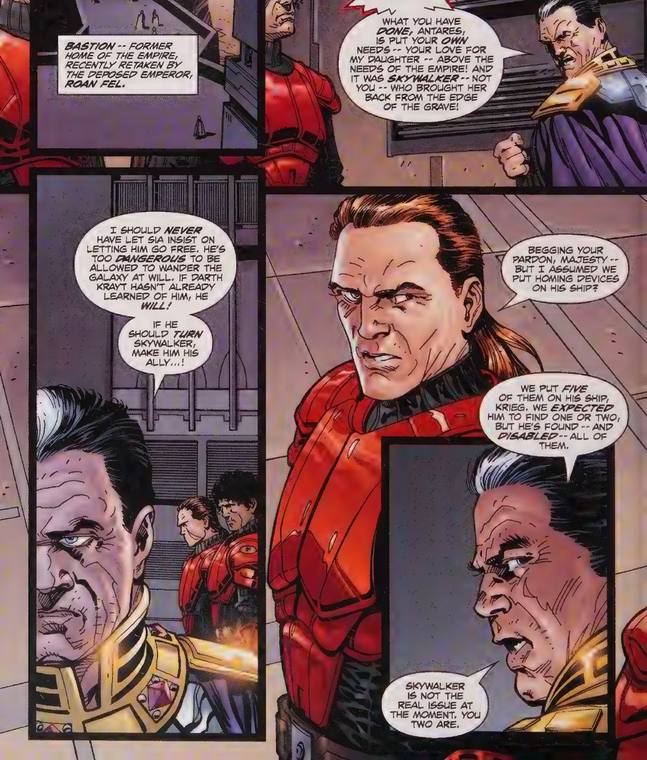 BASTION -- FORMER
HOME OF THE EMPIRE,
RECENTLY RETAKEN BY
THE DEPOSED EMPEROR,
ROAN FEL.
WHAT YOU HAVE
DONE, ANTARES,
IS PUT YOUR OWN
NEEDS -- YOUR LOVE FOR
MY DAUGHTER -- ABOVE THE
NEEDS OF THE EMPIRE! AND
IT WAS SKYWALKER -- NOT
YOU -- WHO BROUGHT HER
BACK FROM THE EDGE
OF THE GRAVE!
I SHOULD NEVER
HAVE LET SIA INSIST ON
LETTING HIM GO FREE. HE'S
TOO DANGEROUS TO BE
ALLOWED TO WANDER THE
GALAXY AT WILL. IF DARTH
KRAYT HASN'T ALREADY
LEARNED OF HIM, HE
WILL!
IF HE
SHOULD TURN
SKYWALKER,
MAKE HIM HIS
ALLY...!
BEGGING YOUR
PARDON, MAJESTY --
BUT I ASSUMED WE
PUT HOMING DEVICES
ON HIS SHIP?
WE PUT FIVE
OF THEM ON HIS SHIP,
KRIEG. WE EXPECTED
HIM TO FIND ONE OR TWO,
BUT HE'S FOUND -- AND
DISABLED -- ALL OF
THEM.
SKYWALKER
IS NOT THE
REAL ISSUE AT
THE MOMENT. YOU
TWO ARE.